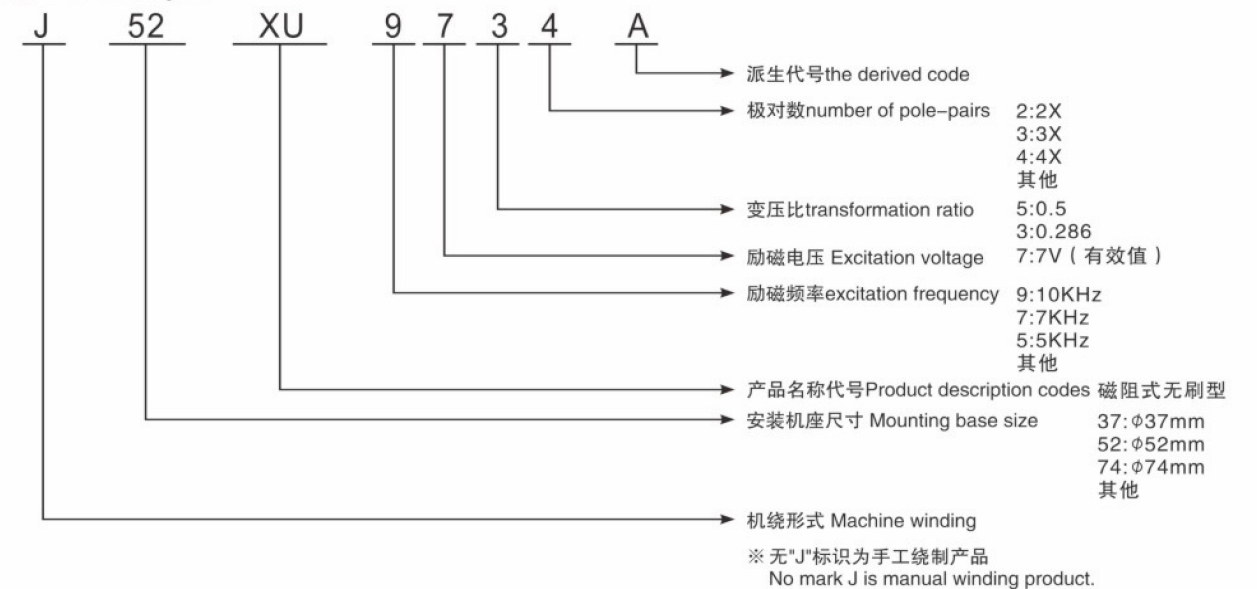 J 52 XU 9 7 3 4 A
派生代号the derived code
极对数number of pole-pairs 2:2X
3:3X
4:4X
其他
变压比transformation ratio 5:0.5
3:0.286
励磁电压 Excitation voltage 7:7V（有效值）
励磁频率excitation frequency 9:10KHz
7:7KHz
5:5KHz
其他
产品名称代号Product description codes 磁阻式无刷型
安装机座尺寸 Mounting base size 37:φ37mm
52:φ52mm
74:φ74mm
其他
机绕形式 Machine winding
※ 无"J"标识为手工绕制产品
No mark J is manual winding product.